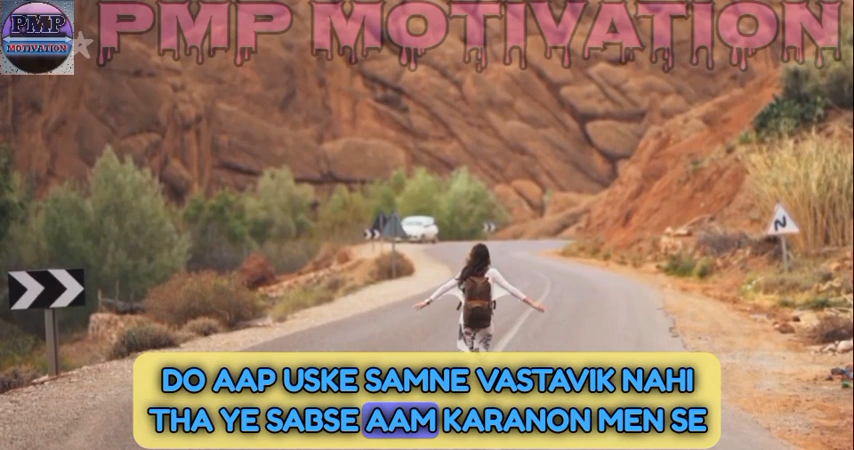 PMP MOTIVATION
PMP
MOTIVATION
DO AAP USKE SAMNE VASTAVIK NAHI
THA YE SABSE AAM KARANON MEN SE